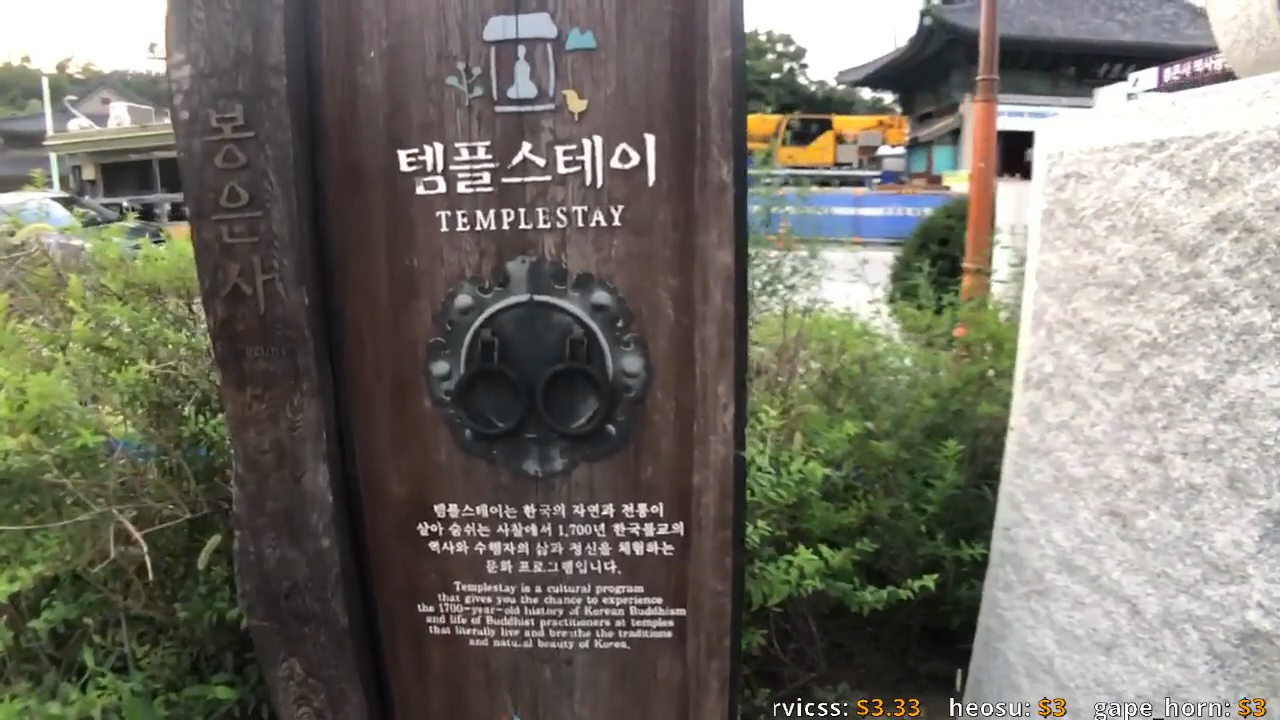 봉은사
템플스테이
TEMPLESTAY
템플스테이는 한국의 자연과 전통이
살아 숨쉬는 사찰에서 1,700년 한국불교의
역사와 수행자의 삶과 정신을 체험하는
문화 프로그램입니다.
Templestay is a cultural program
that gives you the chance to experience
the 1700-year-old history of Korean Buddhism
and life of Buddhist practitioners at temples
that literally live and breathe the traditions
and natural beauty of Korea.
봉은사 역사
rvicss: $3.33 heosu: $3 gape_horn: $3